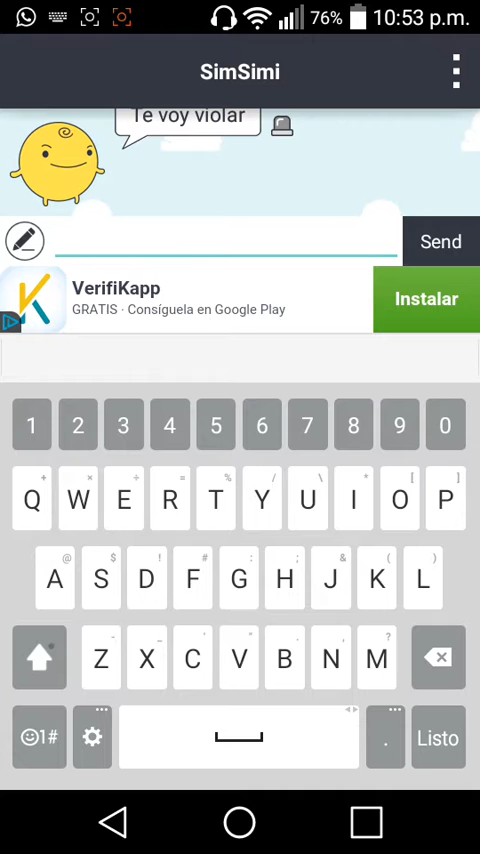 76% 10:53 p.m.
SimSimi
Te voy violar
Send
VerifiKapp
GRATIS · Consíguela en Google Play
Instalar
1 2 3 4 5 6 7 8 9 0
+ × ÷ = % / \ * [ ]
Q W E R T Y U I O P
@ $ ! # : ; & ( )
A S D F G H J K L
- _ ' " . , ?
Z X C V B N M
1# . Listo